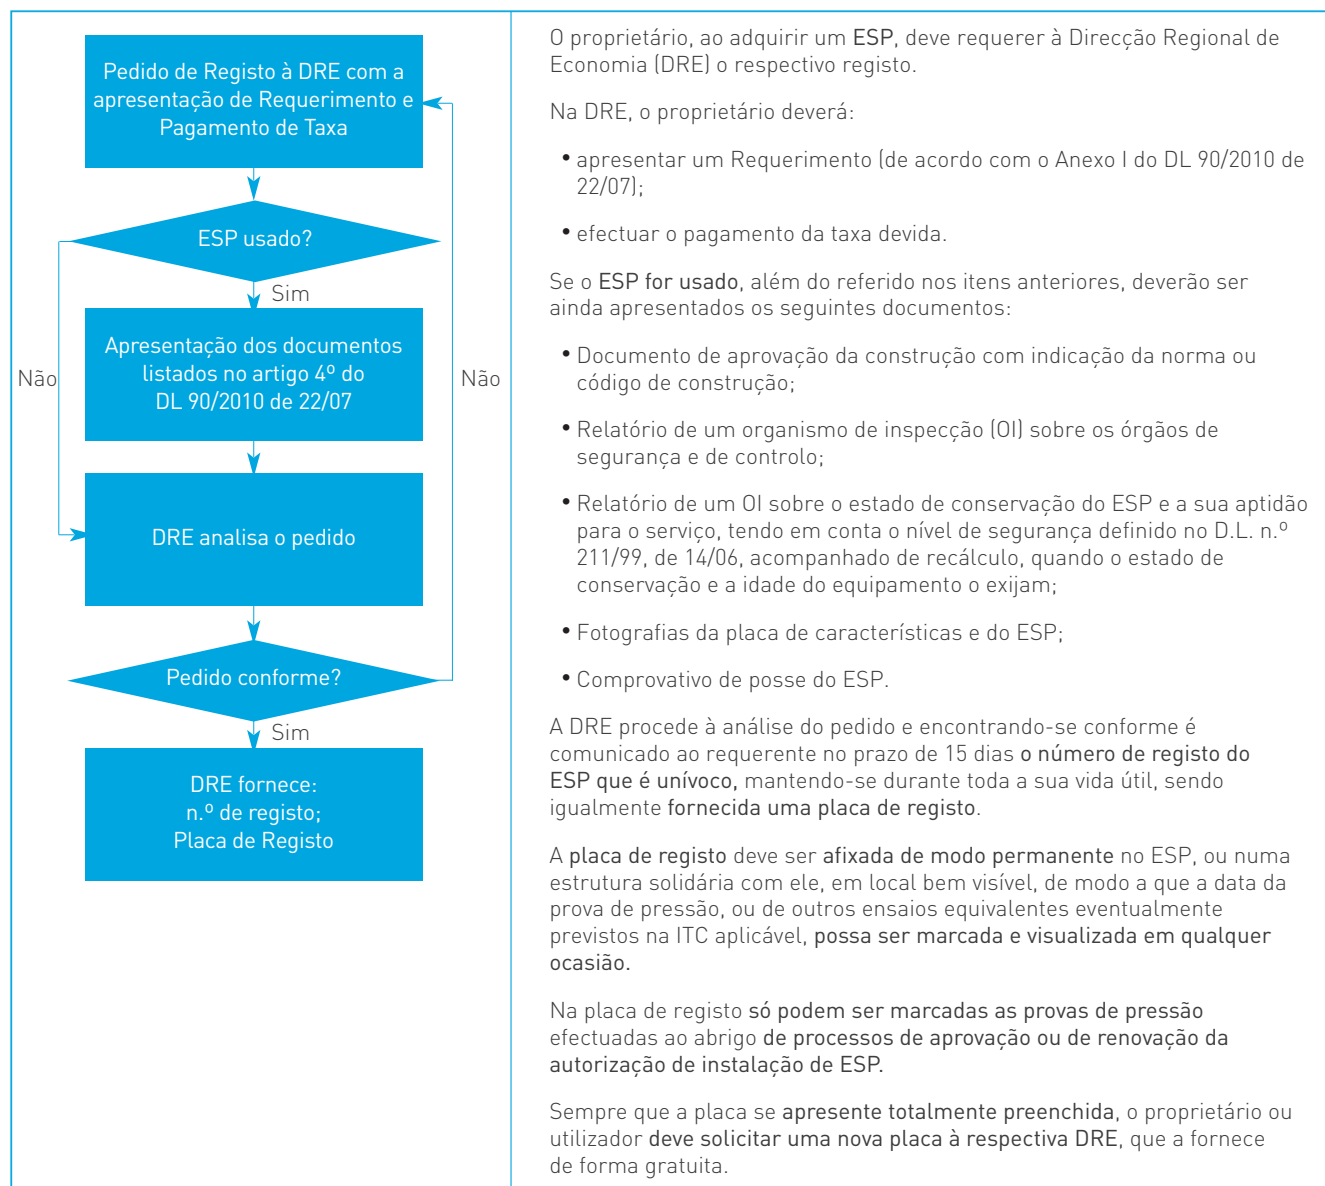 Pedido de Registo à DRE com a
apresentação de Requerimento e
Pagamento de Taxa
ESP usado?
Sim
Apresentação dos documentos
listados no artigo 4º do
DL 90/2010 de 22/07
Não
Não
DRE analisa o pedido
Pedido conforme?
Sim
DRE fornece:
n.º de registo;
Placa de Registo
O proprietário, ao adquirir um ESP, deve requerer à Direcção Regional de
Economia (DRE) o respectivo registo.
Na DRE, o proprietário deverá:
• apresentar um Requerimento (de acordo com o Anexo I do DL 90/2010 de
22/07);
• efectuar o pagamento da taxa devida.
Se o ESP for usado, além do referido nos itens anteriores, deverão ser
ainda apresentados os seguintes documentos:
• Documento de aprovação da construção com indicação da norma ou
código de construção;
• Relatório de um organismo de inspecção (OI) sobre os órgãos de
segurança e de controlo;
• Relatório de um OI sobre o estado de conservação do ESP e a sua aptidão
para o serviço, tendo em conta o nível de segurança definido no D.L. n.º
211/99, de 14/06, acompanhado de recálculo, quando o estado de
conservação e a idade do equipamento o exijam;
• Fotografias da placa de características e do ESP;
• Comprovativo de posse do ESP.
A DRE procede à análise do pedido e encontrando-se conforme é
comunicado ao requerente no prazo de 15 dias o número de registo do
ESP que é unívoco, mantendo-se durante toda a sua vida útil, sendo
igualmente fornecida uma placa de registo.
A placa de registo deve ser afixada de modo permanente no ESP, ou numa
estrutura solidária com ele, em local bem visível, de modo a que a data da
prova de pressão, ou de outros ensaios equivalentes eventualmente
previstos na ITC aplicável, possa ser marcada e visualizada em qualquer
ocasião.
Na placa de registo só podem ser marcadas as provas de pressão
efectuadas ao abrigo de processos de aprovação ou de renovação da
autorização de instalação de ESP.
Sempre que a placa se apresente totalmente preenchida, o proprietário ou
utilizador deve solicitar uma nova placa à respectiva DRE, que a fornece
de forma gratuita.